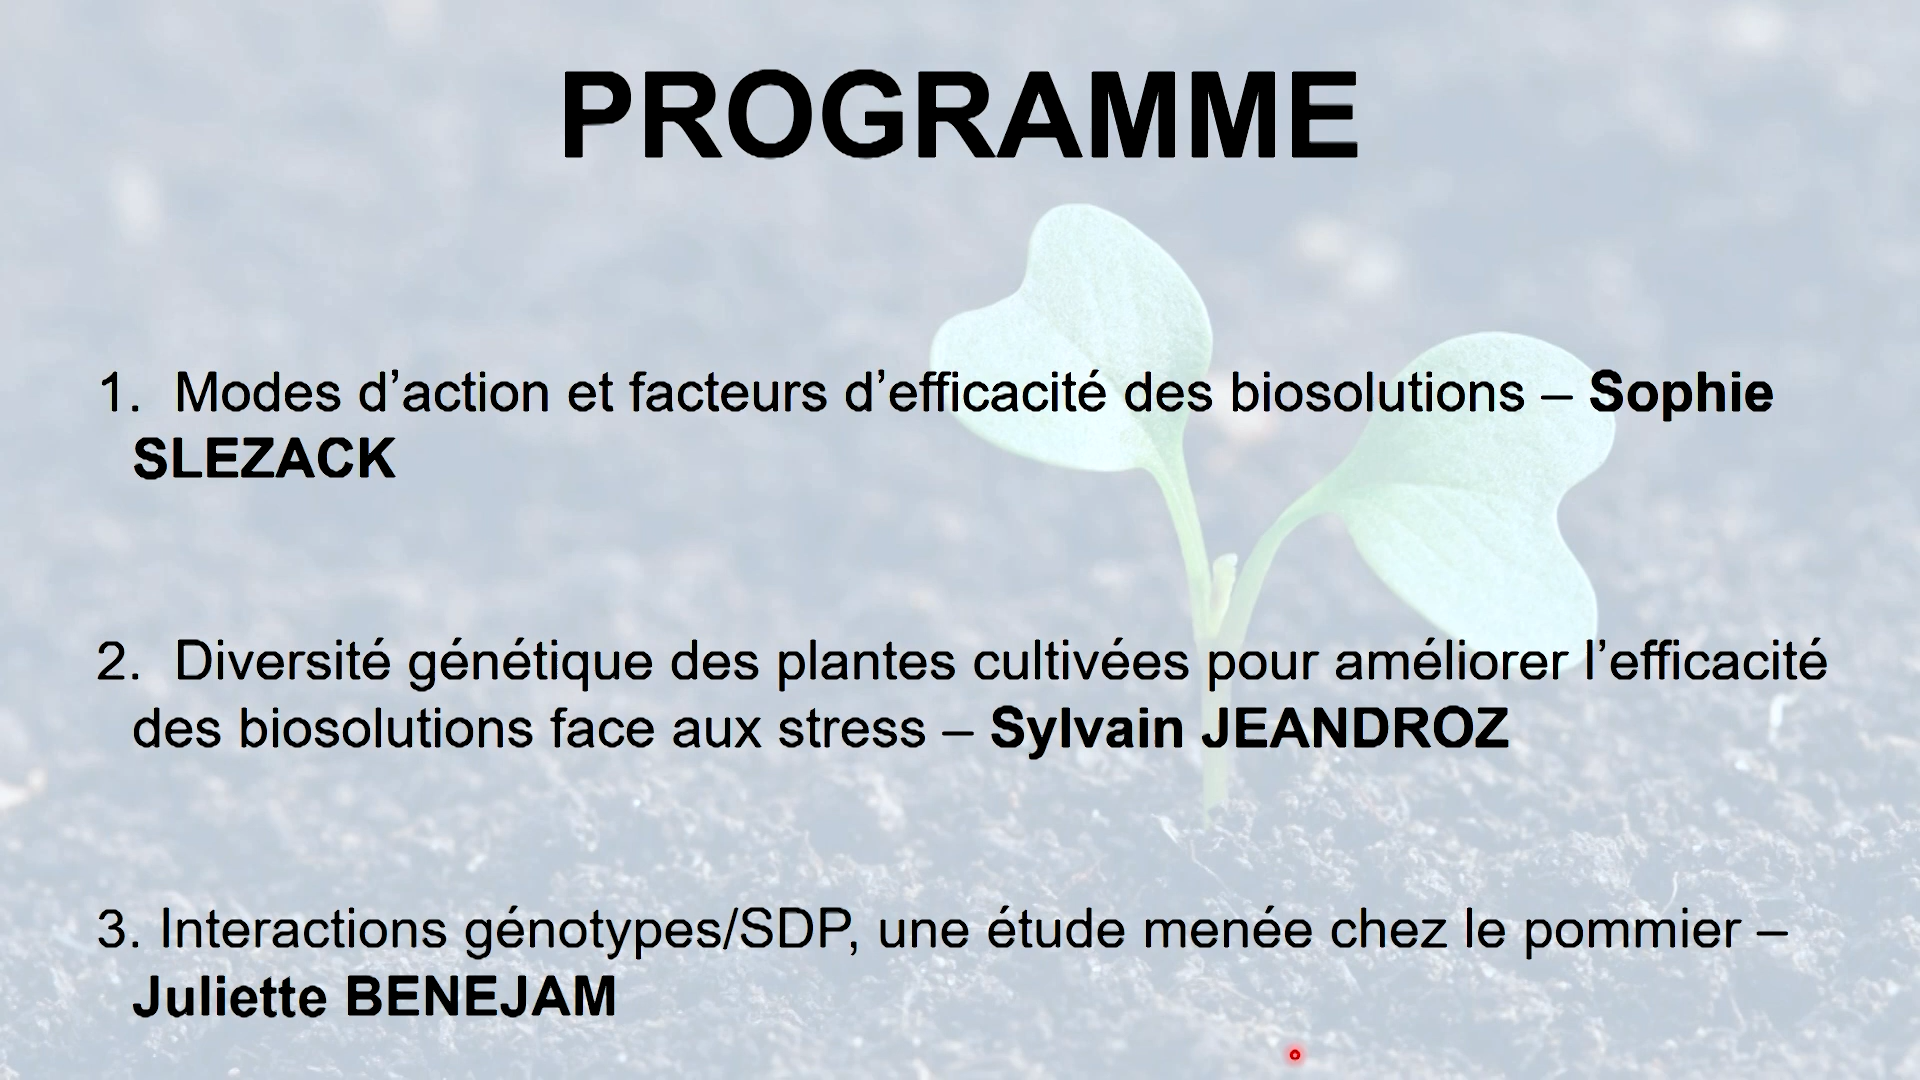 PROGRAMME
1. Modes d’action et facteurs d’efficacité des biosolutions – Sophie
SLEZACK
2. Diversité génétique des plantes cultivées pour améliorer l’efficacité
des biosolutions face aux stress – Sylvain JEANDROZ
3. Interactions génotypes/SDP, une étude menée chez le pommier –
Juliette BENEJAM